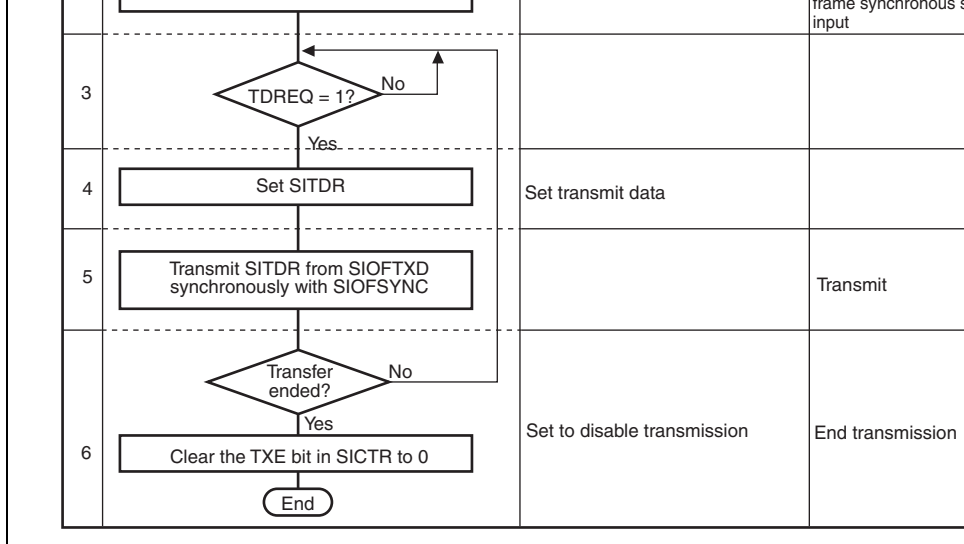 frame synchronous s
input
3
TDREQ = 1?
No
Yes
4
Set SITDR
Set transmit data
5
Transmit SITDR from SIOFTXD
synchronously with SIOFSYNC
Transmit
Transfer
ended?
No
Yes
6
Clear the TXE bit in SICTR to 0
Set to disable transmission
End transmission
End